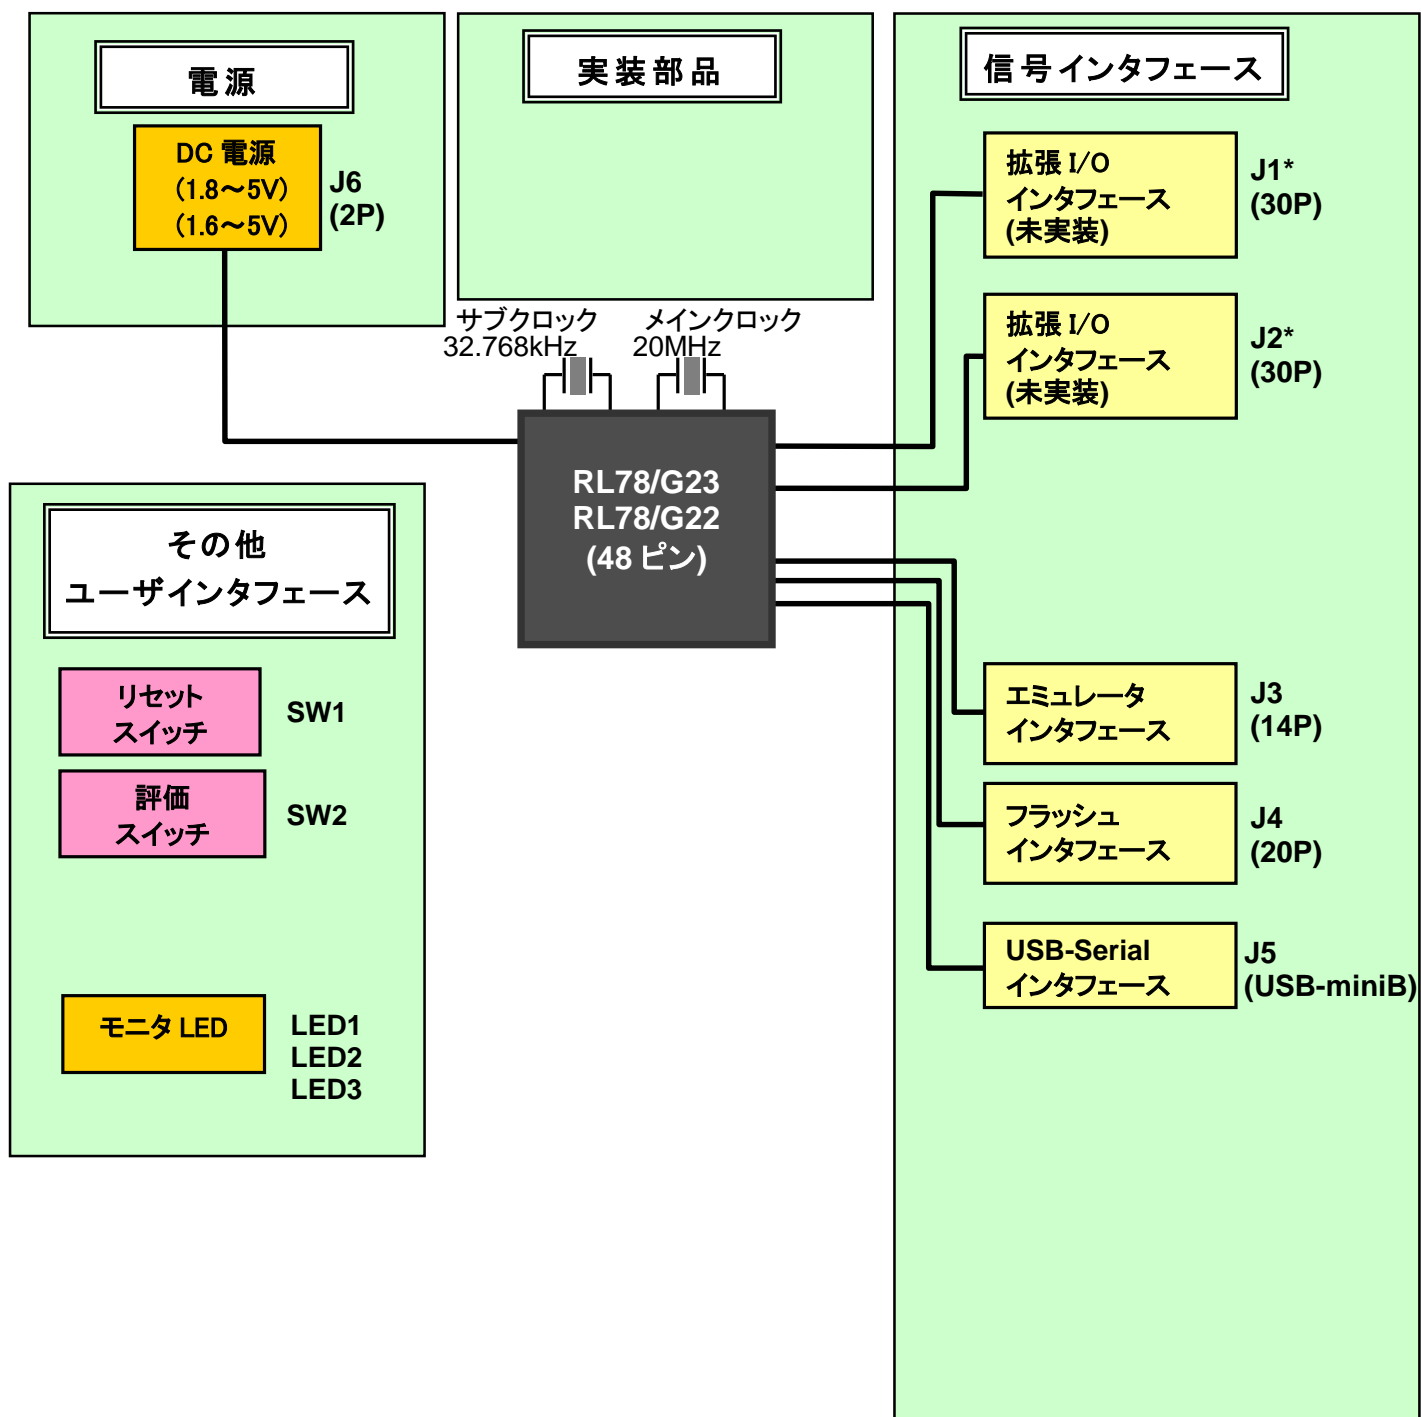 電源
DC 電源
(1.8～5V)
(1.6～5V)
J6
(2P)
実装部品
サブクロック
32.768kHz
メインクロック
20MHz
RL78/G23
RL78/G22
(48 ピン)
その他
ユーザインタフェース
リセット
スイッチ
SW1
評価
スイッチ
SW2
モニタ LED
LED1
LED2
LED3
信号インタフェース
拡張 I/O
インタフェース
(未実装)
J1*
(30P)
拡張 I/O
インタフェース
(未実装)
J2*
(30P)
エミュレータ
インタフェース
J3
(14P)
フラッシュ
インタフェース
J4
(20P)
USB-Serial
インタフェース
J5
(USB-miniB)